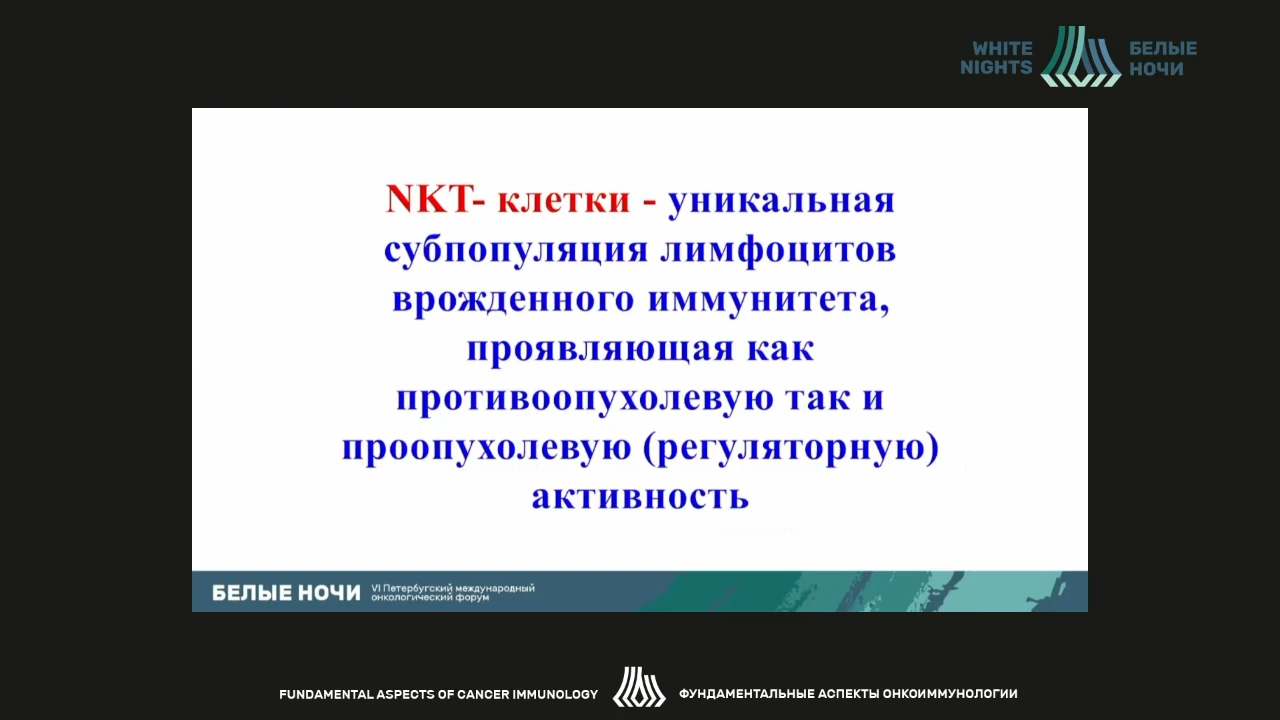 WHITE
NIGHTS
БЕЛЫЕ
НОЧИ
NKT- клетки - уникальная
субпопуляция лимфоцитов
врожденного иммунитета,
проявляющая как
противоопухолевую так и
проопухолевую (регуляторную)
активность
БЕЛЫЕ НОЧИ
VI Петербургский международный
онкологический форум
FUNDAMENTAL ASPECTS OF CANCER IMMUNOLOGY
ФУНДАМЕНТАЛЬНЫЕ АСПЕКТЫ ОНКОИММУНОЛОГИИ